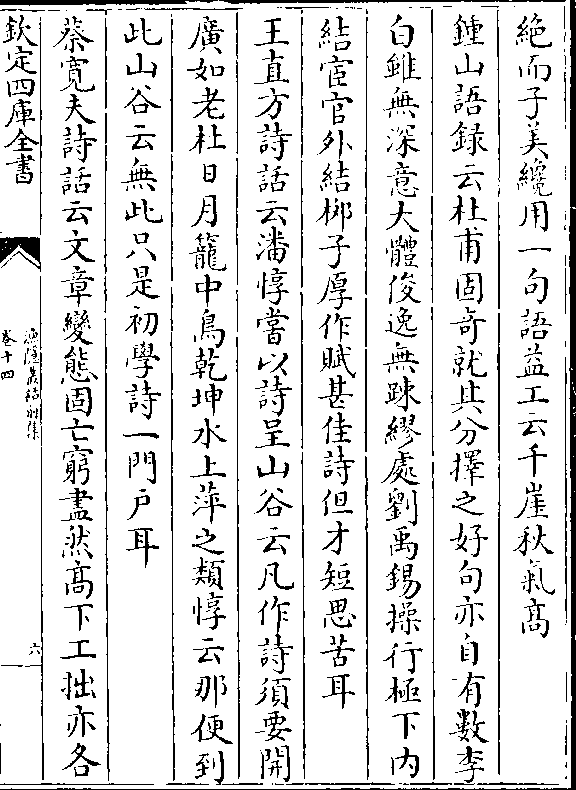 絶而子美纔用一句語益工云千崖秋氣髙
鍾山語録云杜甫固奇就其分擇之好句亦自有數李
白雖無深意大體俊逸無踈繆處劉禹錫操行極下内
結宦官外結梛子厚作賦甚佳詩但才短思苦耳
王直方詩話云潘惇嘗以詩呈山谷云凡作詩須要開
廣如老杜日月籠中鳥乾坤水上萍之類惇云那便到
此山谷云無此只是初學詩一門户耳
蔡寛夫詩話云文章變態固亡窮盡然髙下工拙亦各
欽定四庫全書
漁隠叢話前集
卷十四
六